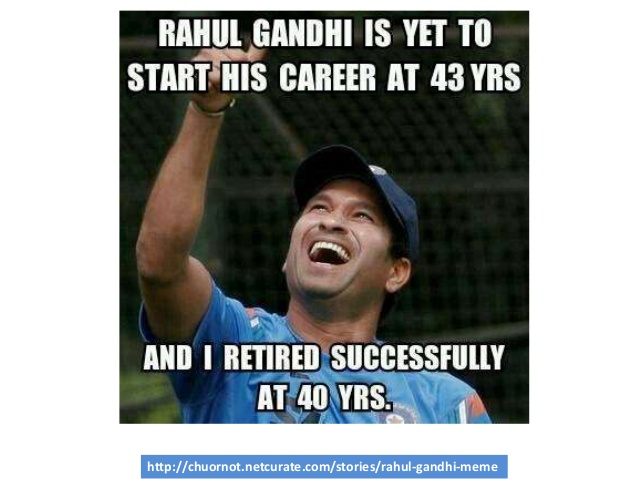 RAHUL GANDHI IS YET TO
START HIS CAREER AT 43 YRS
AND I RETIRED SUCCESSFULLY
AT 40 YRS.
http://chuornot.netcurate.com/stories/rahul-gandhi-meme